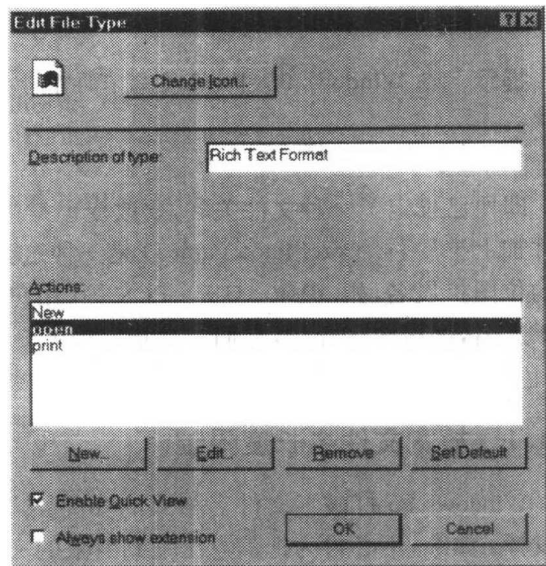 Edit File Type
Change Icon...
Description of type: Rich Text Format
Actions:
New
open
print
New... Edit... Remove Set Default
Enable Quick View
Always show extension
OK Cancel